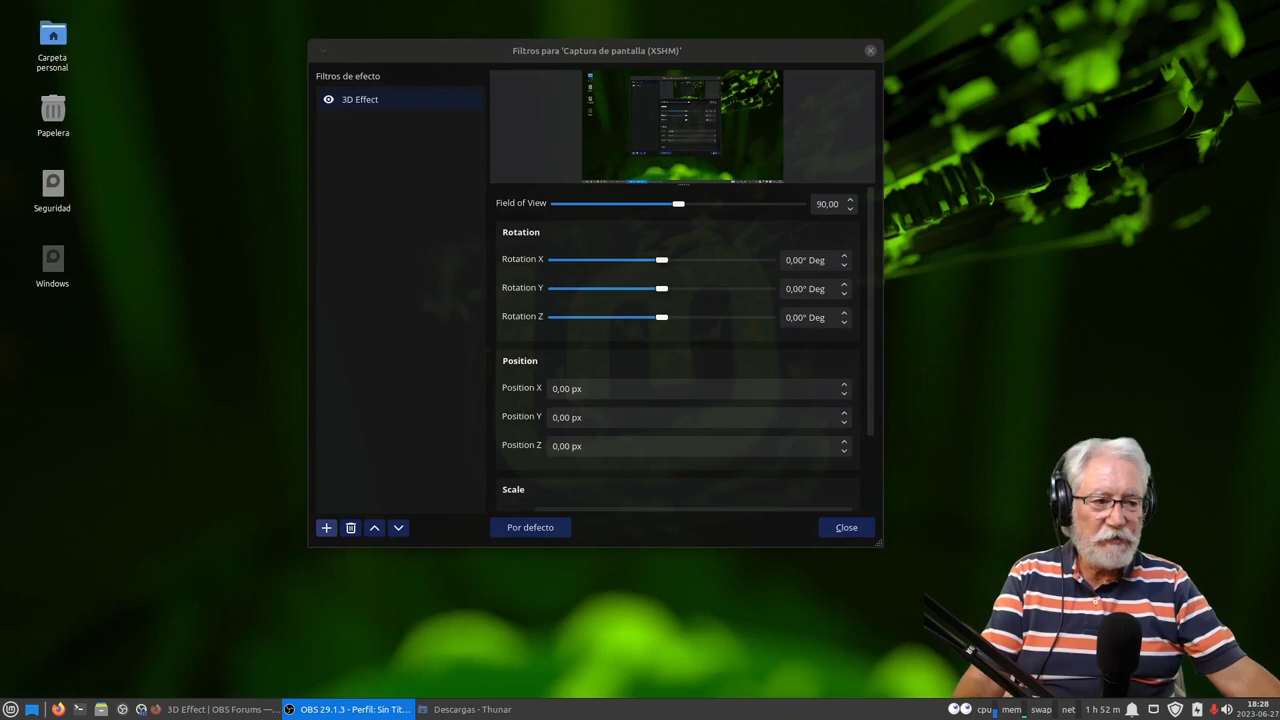 Carpeta
personal
Papelera
Seguridad
Windows
Filtros para 'Captura de pantalla (XSHM)'
Filtros de efecto
3D Effect
Field of View 90,00
Rotation
Rotation X 0,00° Deg
Rotation Y 0,00° Deg
Rotation Z 0,00° Deg
Position
Position X 0,00 px
Position Y 0,00 px
Position Z 0,00 px
Scale
Por defecto
Close
3D Effect | OBS Forums —...
OBS 29.1.3 - Perfil: Sin Tít...
Descargas - Thunar
cpu mem swap net 1 h 52 m
18:28
2023-06-27